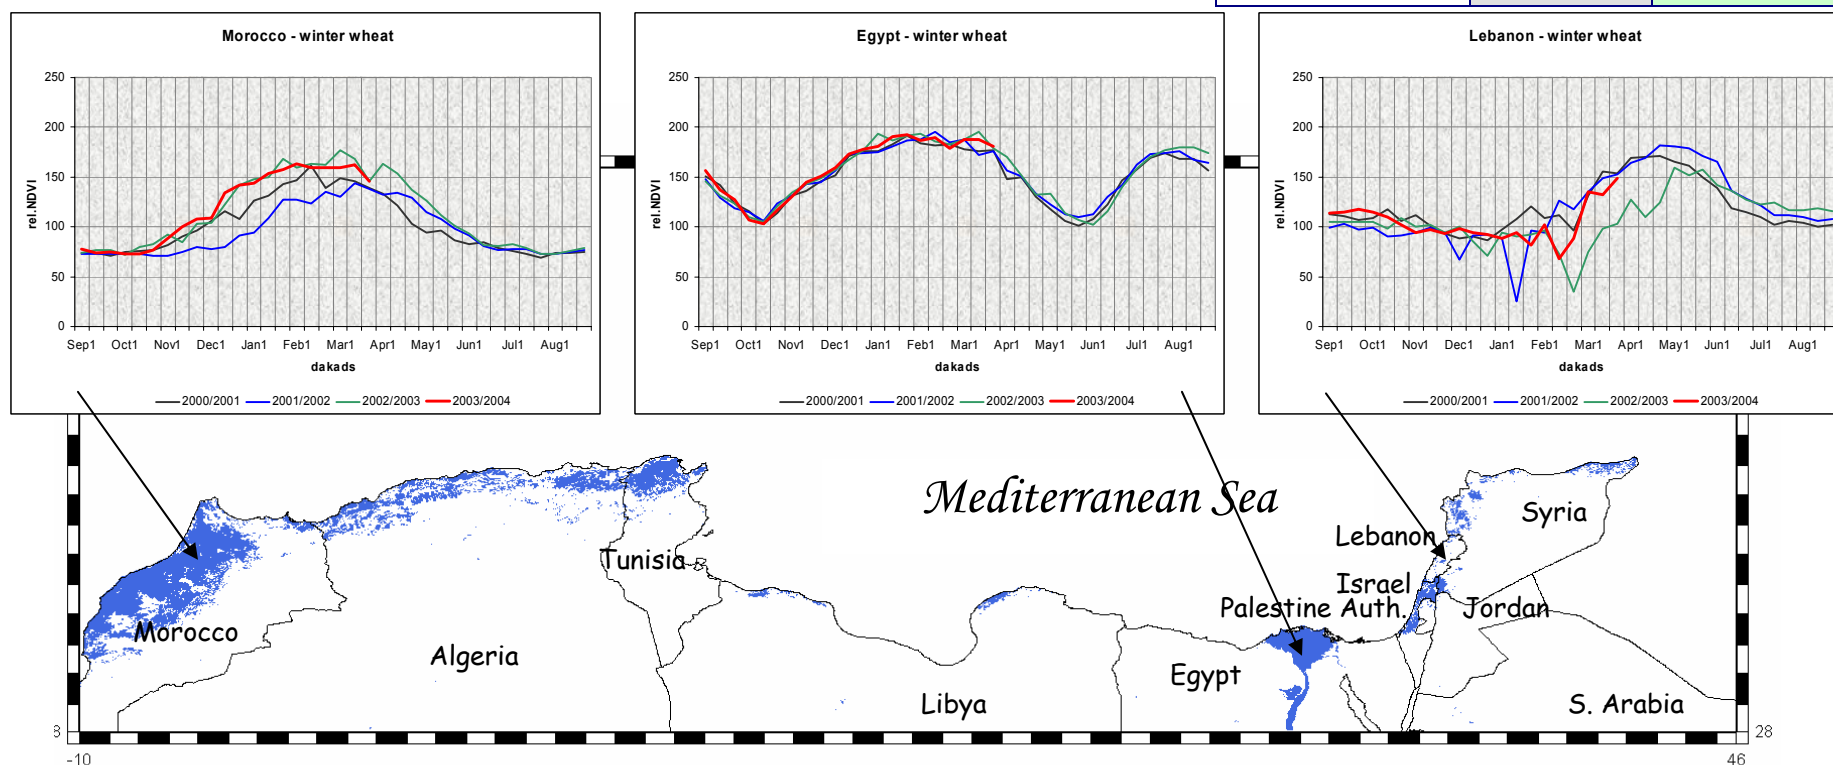 Morocco - winter wheat
250
200
150
100
50
0
rel.NDVI
Sep1 Oct1 Nov1 Dec1 Jan1 Feb1 Mar1 Apr1 May1 Jun1 Jul1 Aug1
dakads
2000/2001 2001/2002 2002/2003 2003/2004
Egypt - winter wheat
250
200
150
100
50
0
rel.NDVI
Sep1 Oct1 Nov1 Dec1 Jan1 Feb1 Mar1 Apr1 May1 Jun1 Jul1 Aug1
dakads
2000/2001 2001/2002 2002/2003 2003/2004
Lebanon - winter wheat
250
200
150
100
50
0
rel.NDVI
Sep1 Oct1 Nov1 Dec1 Jan1 Feb1 Mar1 Apr1 May1 Jun1 Jul1 Aug1
dakads
2000/2001 2001/2002 2002/2003 2003/2004
Mediterranean Sea
Syria
Lebanon
Tunisia
Israel
Palestine Auth.
Jordan
Morocco
Algeria
Egypt
Libya
S. Arabia
28
-10
46